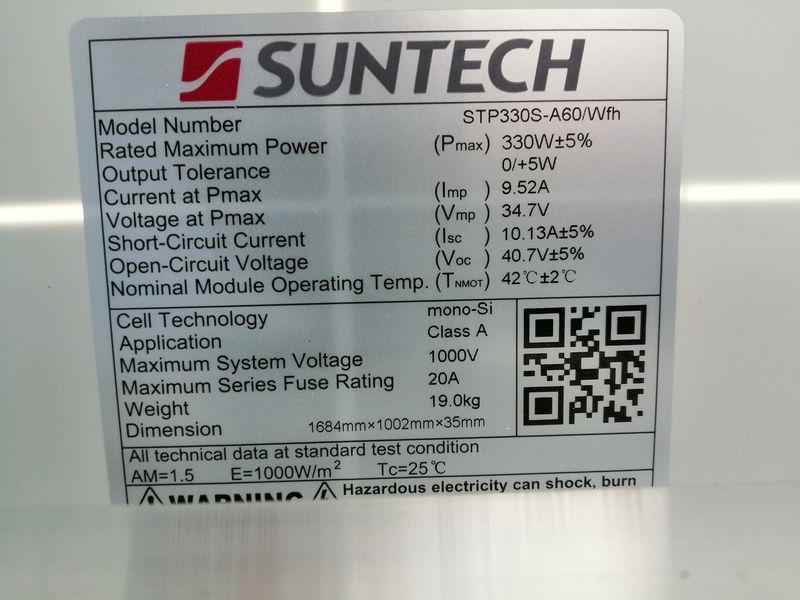 SUNTECH
Model Number STP330S-A60/Wfh
Rated Maximum Power (Pmax) 330W±5%
Output Tolerance 0/+5W
Current at Pmax (Imp) 9.52A
Voltage at Pmax (Vmp) 34.7V
Short-Circuit Current (Isc) 10.13A±5%
Open-Circuit Voltage (Voc) 40.7V±5%
Nominal Module Operating Temp. (TNMOT) 42℃±2℃
Cell Technology mono-Si
Application Class A
Maximum System Voltage 1000V
Maximum Series Fuse Rating 20A
Weight 19.0kg
Dimension 1684mm×1002mm×35mm
All technical data at standard test condition
AM=1.5 E=1000W/m² Tc=25℃
WARNING Hazardous electricity can shock, burn